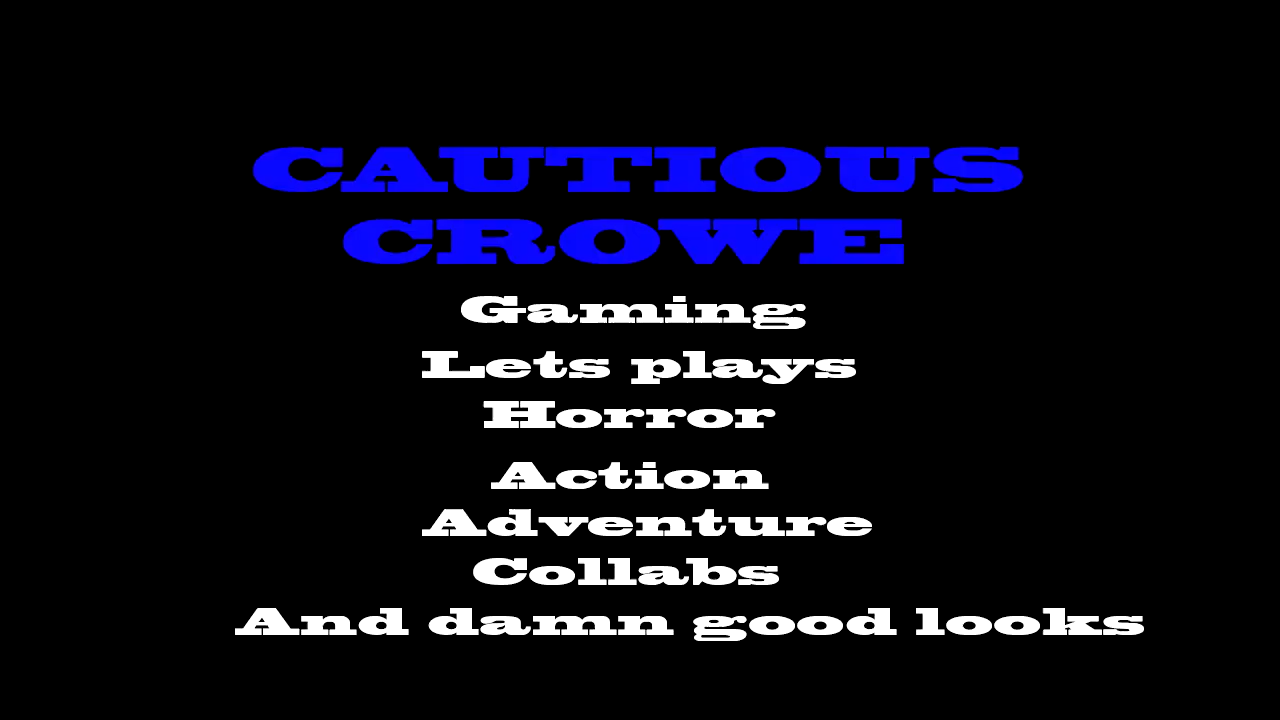 CAUTIOUS
CROWE
Gaming
Lets plays
Horror
Action
Adventure
Collabs
And damn good looks